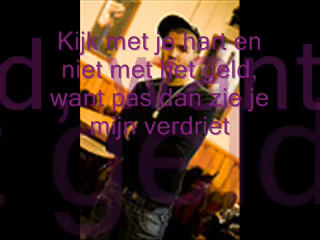 Kijk met je hart en
niet met het geld,
want pas dan zie je
mijn verdriet